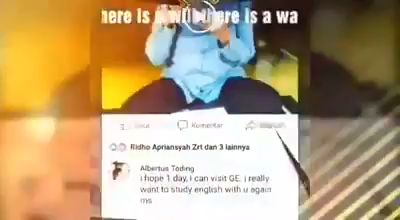 here is a will there is a wa
Suka
Komentar
Bagikan
Ridho Apriansyah Zrt dan 3 lainnya
Albertus Toding
i hope 1 day, i can visit GE. i really
want to study english with u again
ms